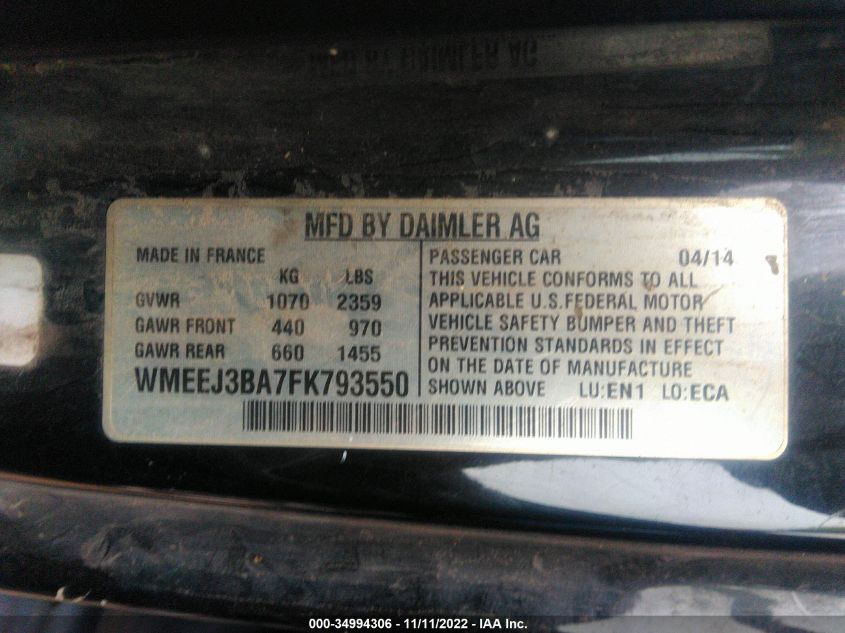 MFD BY DAIMLER AG
MADE IN FRANCE
KG LBS
GVWR 1070 2359
GAWR FRONT 440 970
GAWR REAR 660 1455
WMEEJ3BA7FK793550
PASSENGER CAR 04/14
THIS VEHICLE CONFORMS TO ALL
APPLICABLE U.S.FEDERAL MOTOR
VEHICLE SAFETY BUMPER AND THEFT
PREVENTION STANDARDS IN EFFECT
ON THE DATE OF MANUFACTURE
SHOWN ABOVE LU:EN1 LO:ECA
000-34994306 - 11/11/2022 - IAA Inc.